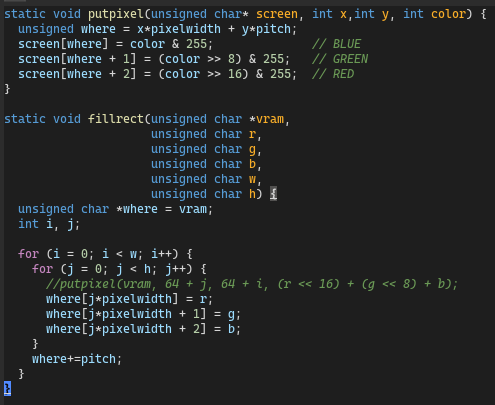 static void putpixel(unsigned char* screen, int x,int y, int color) {
  unsigned where = x*pixelwidth + y*pitch;
  screen[where] = color & 255;              // BLUE
  screen[where + 1] = (color >> 8) & 255;   // GREEN
  screen[where + 2] = (color >> 16) & 255;  // RED
}

static void fillrect(unsigned char *vram,
                     unsigned char r,
                     unsigned char g,
                     unsigned char b,
                     unsigned char w,
                     unsigned char h) {
  unsigned char *where = vram;
  int i, j;

  for (i = 0; i < w; i++) {
    for (j = 0; j < h; j++) {
      //putpixel(vram, 64 + j, 64 + i, (r << 16) + (g << 8) + b);
      where[j*pixelwidth] = r;
      where[j*pixelwidth + 1] = g;
      where[j*pixelwidth + 2] = b;
    }
    where+=pitch;
  }
}